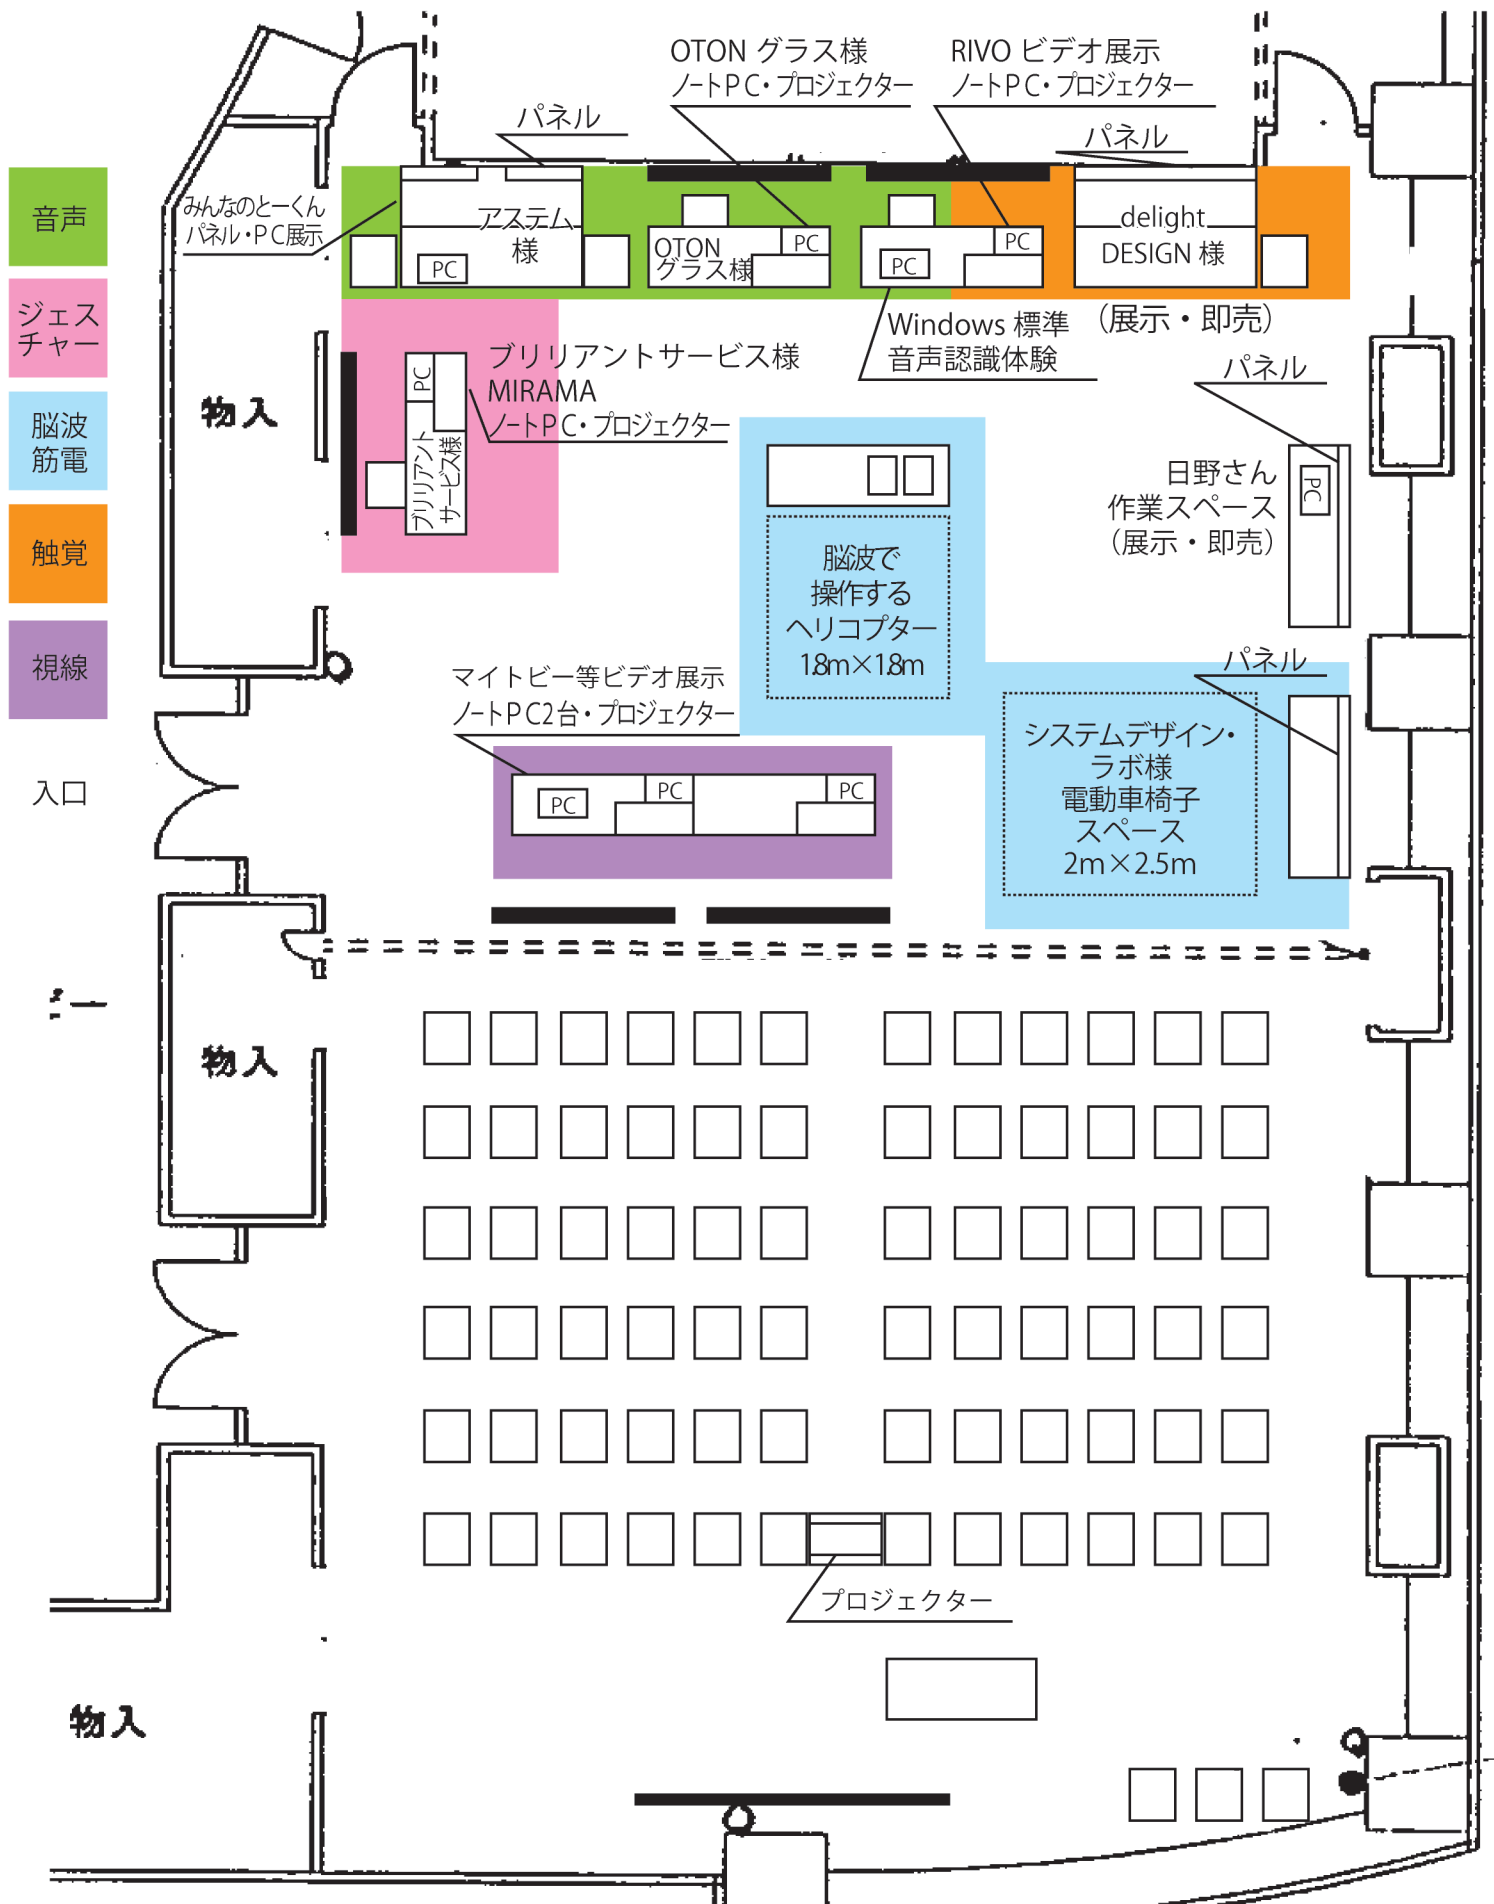 OTON グラス様
ノートPC・プロジェクター
RIVO ビデオ展示
ノートPC・プロジェクター
パネル
パネル
音声
みんなのとーくん
パネル・PC展示
アステム
様
PC
OTON
グラス様
PC
PC
PC
delight
DESIGN 様
(展示・即売)
Windows 標準
音声認識体験
ジェス
チャー
ブリリアントサービス様
MIRAMA
ノートPC・プロジェクター
PC
ブリリアント
サービス様
物入
脳波
筋電
パネル
日野さん
作業スペース
(展示・即売)
PC
触覚
脳波で
操作する
ヘリコプター
1.8m×1.8m
視線
マイトビー等ビデオ展示
ノートPC2台・プロジェクター
PC
PC
PC
パネル
システムデザイン・
ラボ様
電動車椅子
スペース
2m×2.5m
入口
物入
プロジェクター
物入